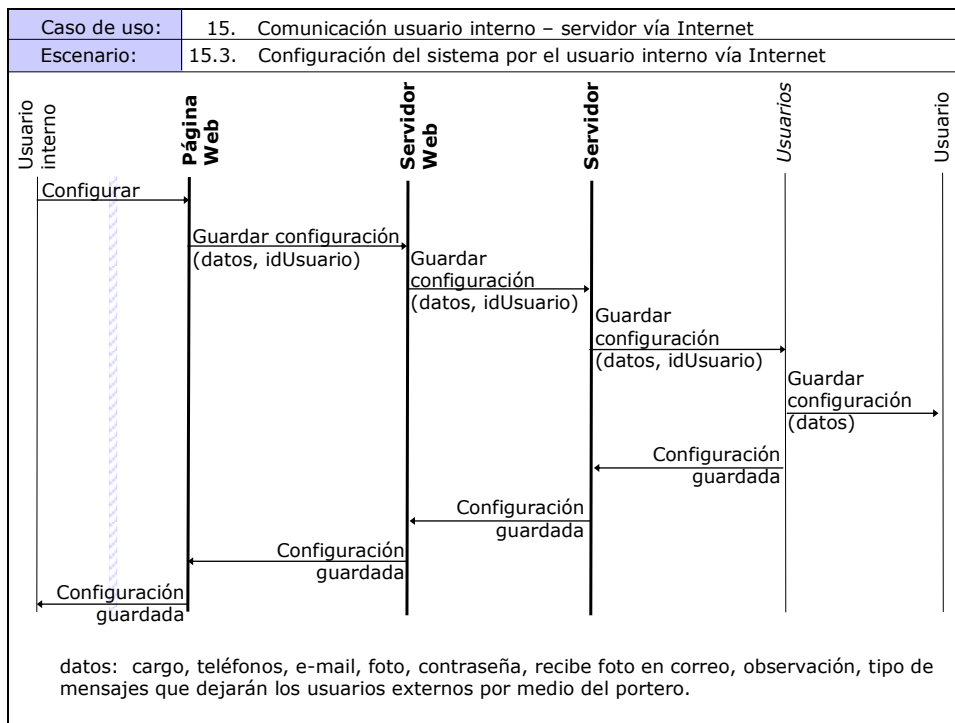 Caso de uso: 15. Comunicación usuario interno – servidor vía Internet
Escenario: 15.3. Configuración del sistema por el usuario interno vía Internet
Usuario
interno
Página
Web
Servidor
Web
Servidor
Usuarios
Usuario
Configurar
Guardar configuración
(datos, idUsuario)
Guardar
configuración
(datos, idUsuario)
Guardar
configuración
(datos, idUsuario)
Guardar
configuración
(datos)
Configuración
guardada
Configuración
guardada
Configuración
guardada
Configuración
guardada
datos: cargo, teléfonos, e-mail, foto, contraseña, recibe foto en correo, observación, tipo de
mensajes que dejarán los usuarios externos por medio del portero.